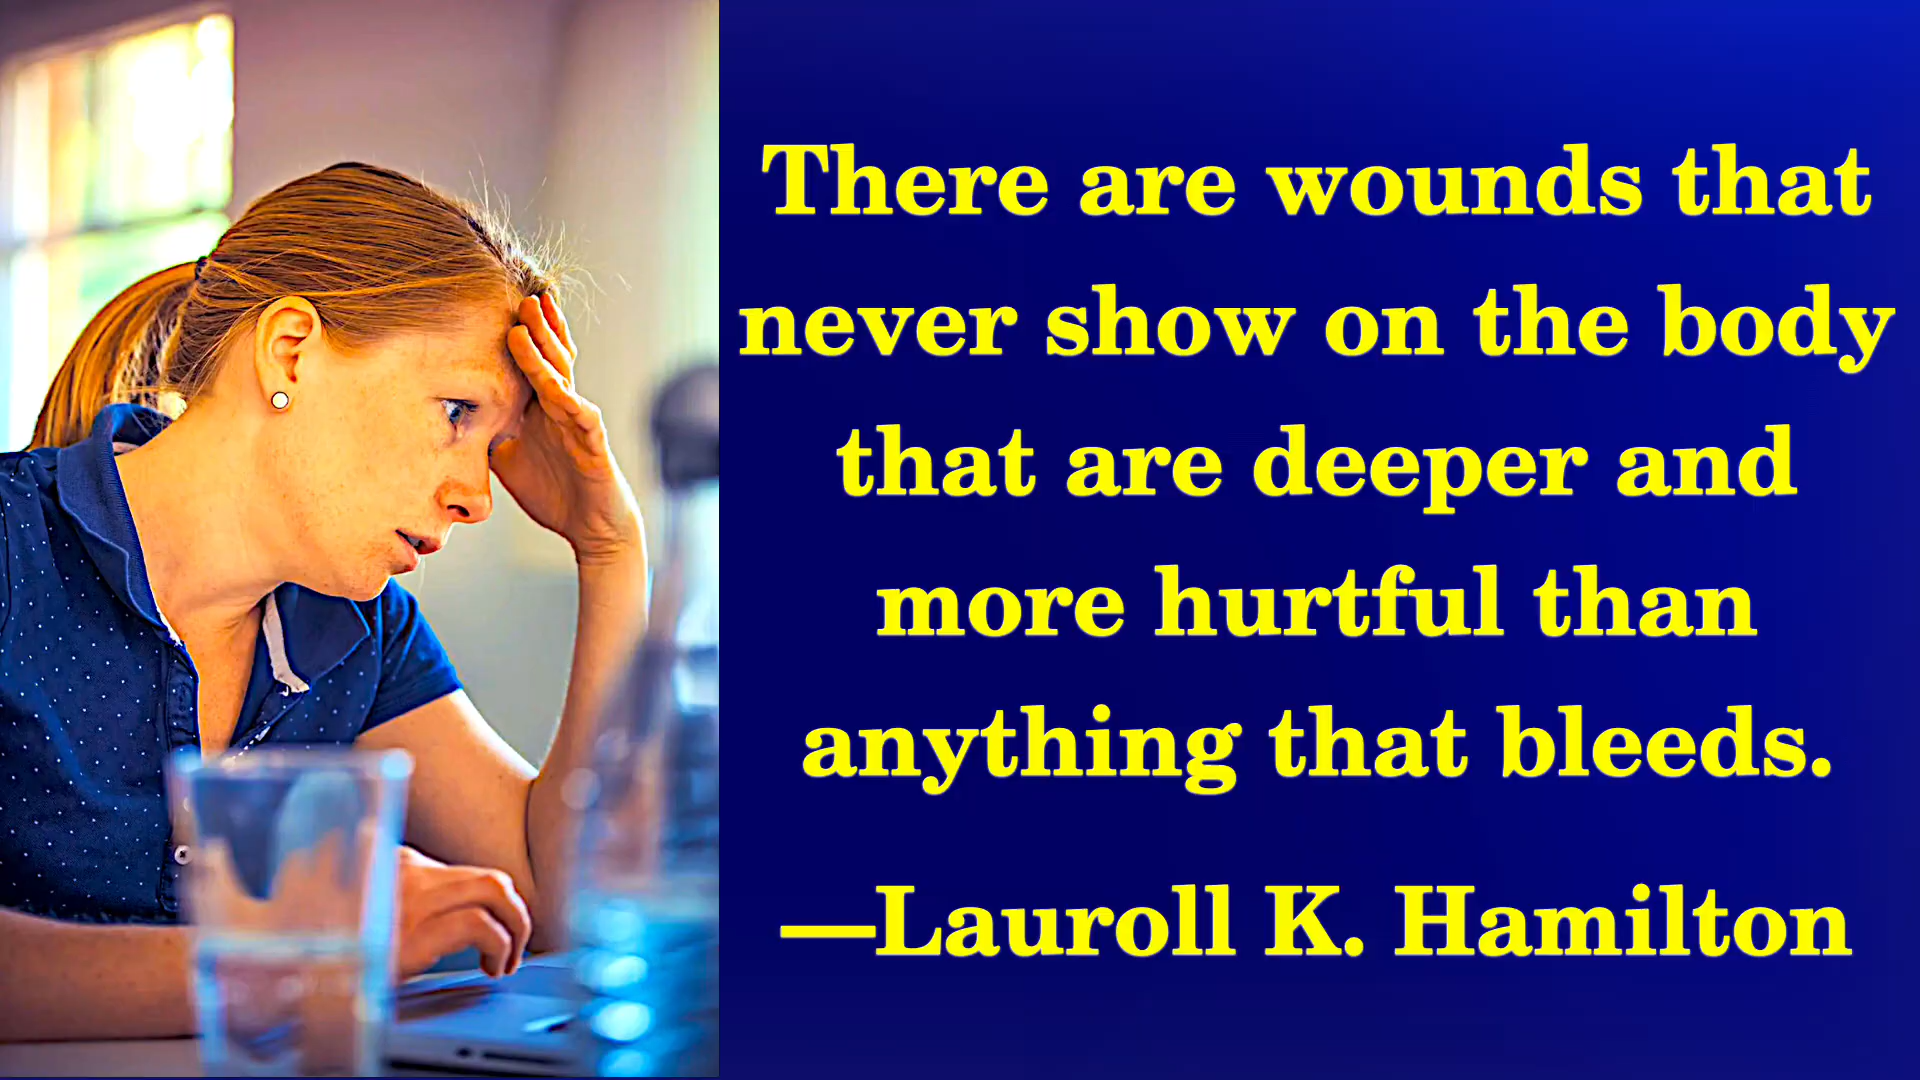 There are wounds that
never show on the body
that are deeper and
more hurtful than
anything that bleeds.
—Lauroll K. Hamilton